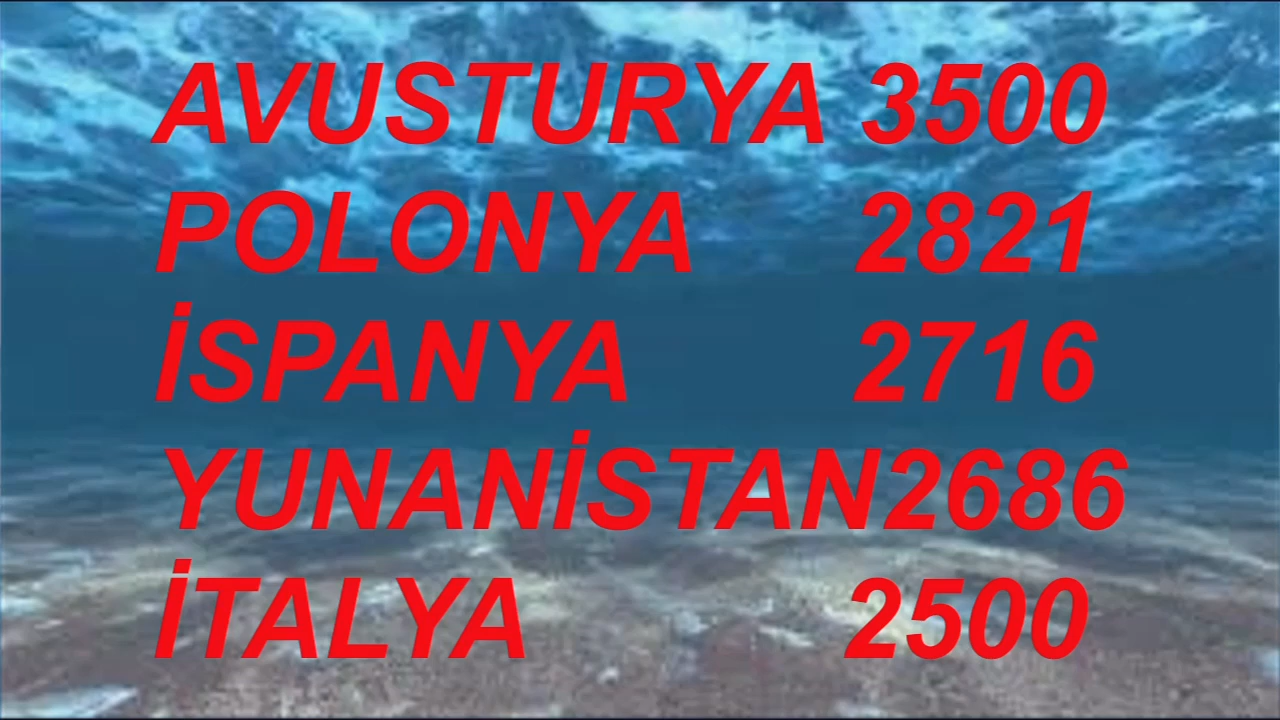 AVUSTURYA 3500
POLONYA 2821
İSPANYA 2716
YUNANİSTAN2686
İTALYA 2500